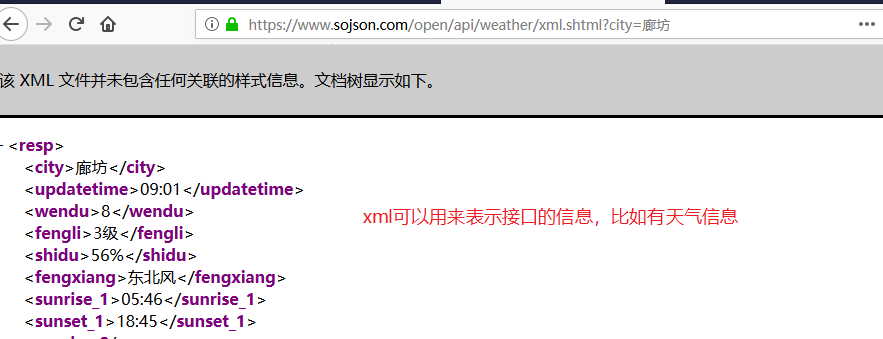 https://www.sojson.com/open/api/weather/xml.shtml?city=廊坊
该 XML 文件并未包含任何关联的样式信息。文档树显示如下。
- <resp>
<city>廊坊</city>
<updatetime>09:01</updatetime>
<wendu>8</wendu>
<fengli>3级</fengli>
xml可以用来表示接口的信息，比如有天气信息
<shidu>56%</shidu>
<fengxiang>东北风</fengxiang>
<sunrise_1>05:46</sunrise_1>
<sunset_1>18:45</sunset_1>